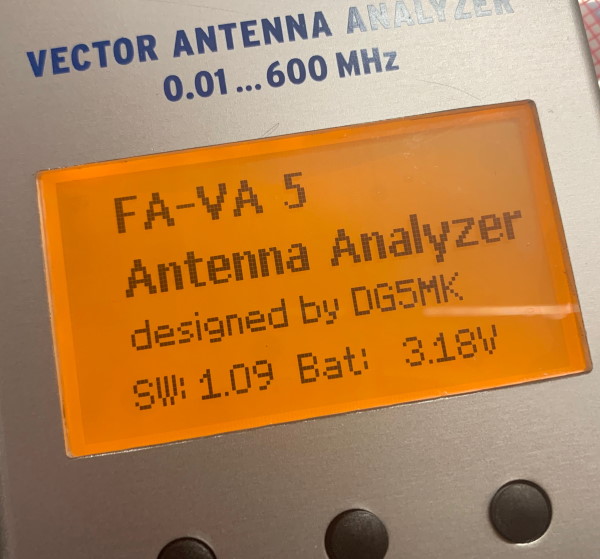 VECTOR ANTENNA ANALYZER
0.01 ... 600 MHz
FA-VA 5
Antenna Analyzer
designed by DG5MK
SW: 1.09 Bat: 3.18V